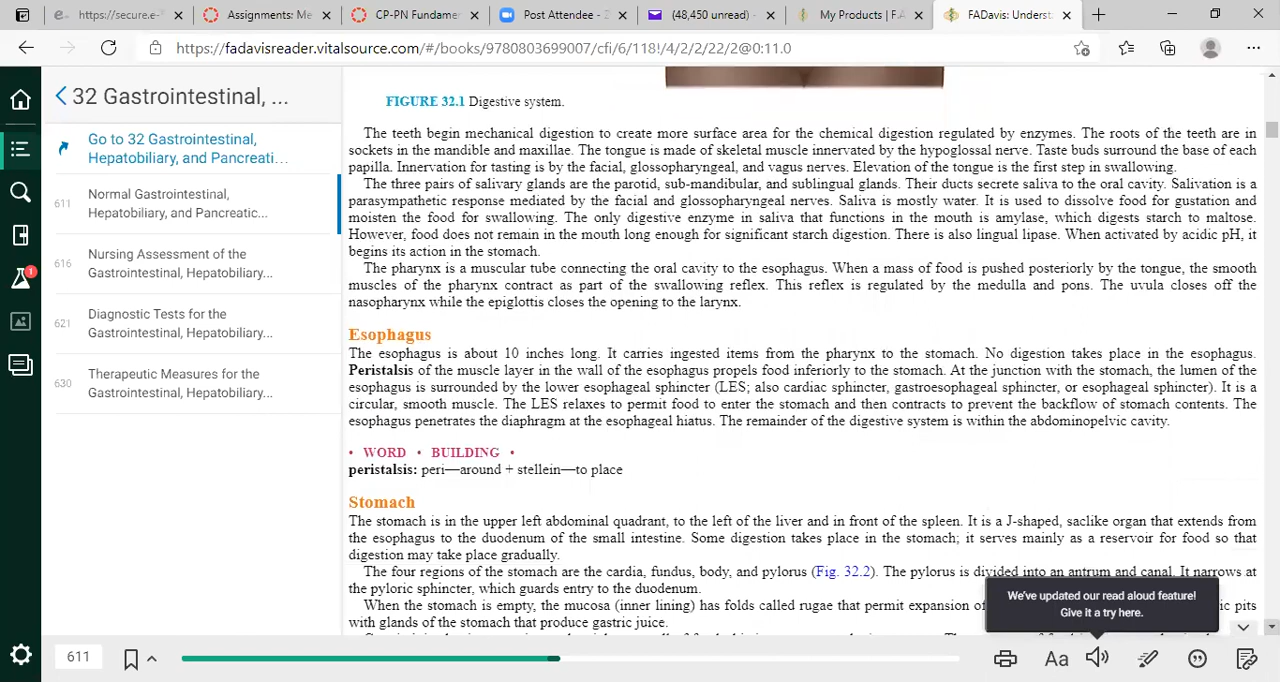 https://secure.e-
Assignments: Me
CP-PN Fundame
Post Attendee - Z
(48,450 unread) -
My Products | F.A
FADavis: Underst
https://fadavisreader.vitalsource.com/#/books/9780803699007/cfi/6/118!/4/2/2/22/2@0:11.0
32 Gastrointestinal, ...
Go to 32 Gastrointestinal,
Hepatobiliary, and Pancreati...
611
Normal Gastrointestinal,
Hepatobiliary, and Pancreatic...
616
Nursing Assessment of the
Gastrointestinal, Hepatobiliary...
621
Diagnostic Tests for the
Gastrointestinal, Hepatobiliary...
630
Therapeutic Measures for the
Gastrointestinal, Hepatobiliary...
1
FIGURE 32.1 Digestive system.
The teeth begin mechanical digestion to create more surface area for the chemical digestion regulated by enzymes. The roots of the teeth are in
sockets in the mandible and maxillae. The tongue is made of skeletal muscle innervated by the hypoglossal nerve. Taste buds surround the base of each
papilla. Innervation for tasting is by the facial, glossopharyngeal, and vagus nerves. Elevation of the tongue is the first step in swallowing.
The three pairs of salivary glands are the parotid, sub-mandibular, and sublingual glands. Their ducts secrete saliva to the oral cavity. Salivation is a
parasympathetic response mediated by the facial and glossopharyngeal nerves. Saliva is mostly water. It is used to dissolve food for gustation and
moisten the food for swallowing. The only digestive enzyme in saliva that functions in the mouth is amylase, which digests starch to maltose.
However, food does not remain in the mouth long enough for significant starch digestion. There is also lingual lipase. When activated by acidic pH, it
begins its action in the stomach.
The pharynx is a muscular tube connecting the oral cavity to the esophagus. When a mass of food is pushed posteriorly by the tongue, the smooth
muscles of the pharynx contract as part of the swallowing reflex. This reflex is regulated by the medulla and pons. The uvula closes off the
nasopharynx while the epiglottis closes the opening to the larynx.
Esophagus
The esophagus is about 10 inches long. It carries ingested items from the pharynx to the stomach. No digestion takes place in the esophagus.
Peristalsis of the muscle layer in the wall of the esophagus propels food inferiorly to the stomach. At the junction with the stomach, the lumen of the
esophagus is surrounded by the lower esophageal sphincter (LES; also cardiac sphincter, gastroesophageal sphincter, or esophageal sphincter). It is a
circular, smooth muscle. The LES relaxes to permit food to enter the stomach and then contracts to prevent the backflow of stomach contents. The
esophagus penetrates the diaphragm at the esophageal hiatus. The remainder of the digestive system is within the abdominopelvic cavity.
• WORD • BUILDING •
peristalsis: peri—around + stellein—to place
Stomach
The stomach is in the upper left abdominal quadrant, to the left of the liver and in front of the spleen. It is a J-shaped, saclike organ that extends from
the esophagus to the duodenum of the small intestine. Some digestion takes place in the stomach; it serves mainly as a reservoir for food so that
digestion may take place gradually.
The four regions of the stomach are the cardia, fundus, body, and pylorus (Fig. 32.2). The pylorus is divided into an antrum and canal. It narrows at
the pyloric sphincter, which guards entry to the duodenum.
When the stomach is empty, the mucosa (inner lining) has folds called rugae that permit expansion of
ic pits
with glands of the stomach that produce gastric juice.
We've updated our read aloud feature!
Give it a try here.
611
Aa